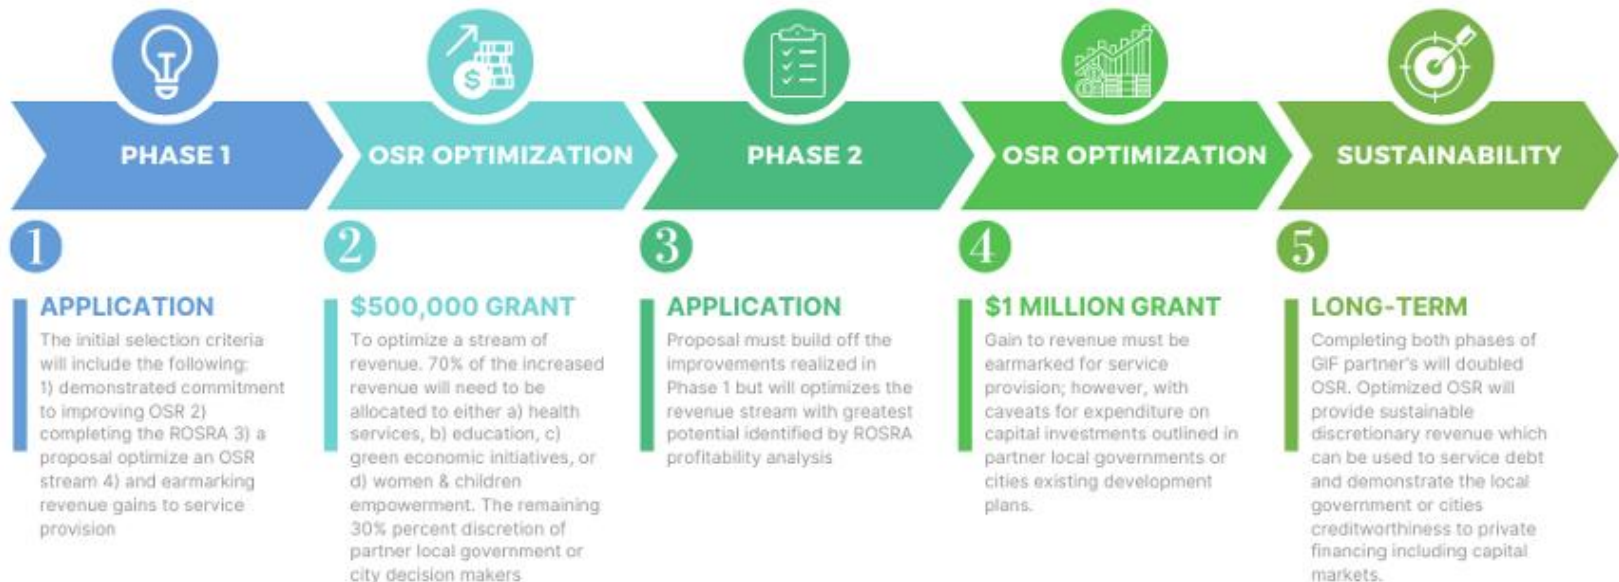 PHASE 1
OSR OPTIMIZATION
PHASE 2
OSR OPTIMIZATION
SUSTAINABILITY
1
APPLICATION
The initial selection criteria
will include the following:
1) demonstrated commitment
to improving OSR 2)
completing the ROSRA 3) a
proposal optimize an OSR
stream 4) and earmarking
revenue gains to service
provision
2
$500,000 GRANT
To optimize a stream of
revenue. 70% of the increased
revenue will need to be
allocated to either a) health
services, b) education, c)
green economic initiatives, or
d) women & children
empowerment. The remaining
30% percent discretion of
partner local government or
city decision makers
3
APPLICATION
Proposal must build off the
improvements realized in
Phase 1 but will optimizes the
revenue stream with greatest
potential identified by ROSRA
profitability analysis
4
$1 MILLION GRANT
Gain to revenue must be
earmarked for service
provision; however, with
caveats for expenditure on
capital investments outlined in
partner local governments or
cities existing development
plans.
5
LONG-TERM
Completing both phases of
GIF partner's will doubled
OSR. Optimized OSR will
provide sustainable
discretionary revenue which
can be used to service debt
and demonstrate the local
government or cities
creditworthiness to private
financing including capital
markets.